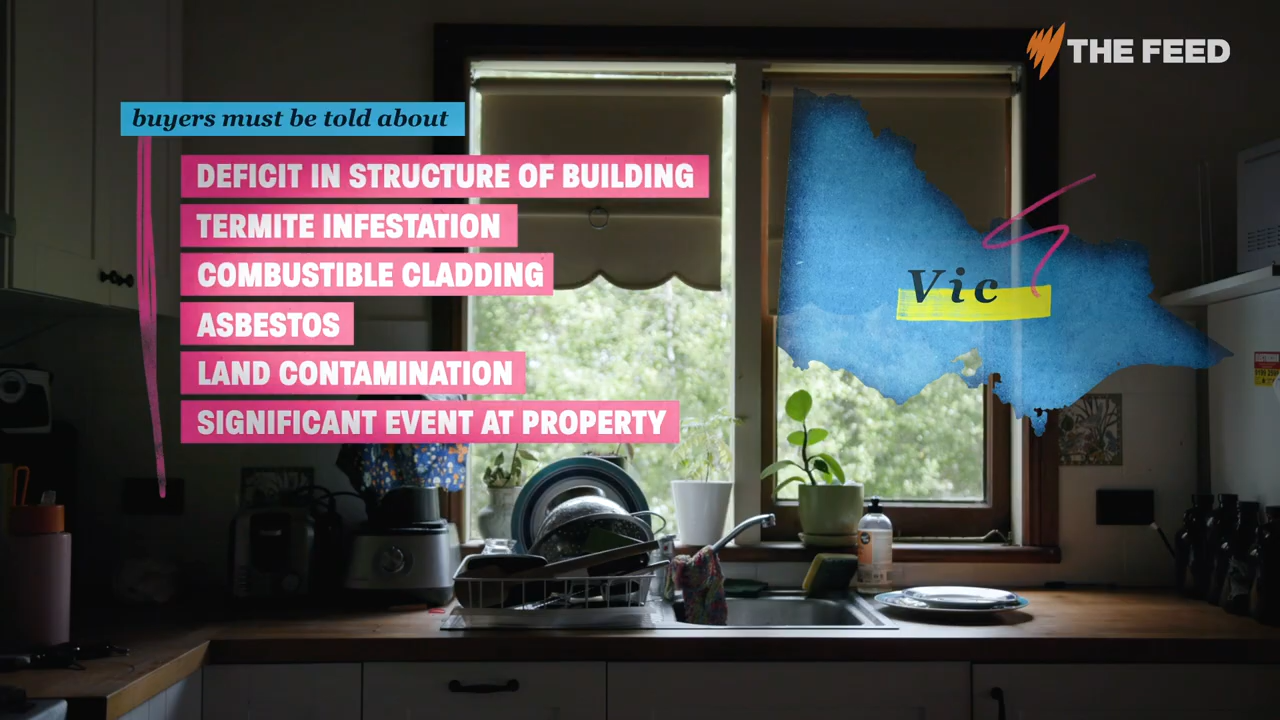 THE FEED
buyers must be told about
DEFICIT IN STRUCTURE OF BUILDING
TERMITE INFESTATION
COMBUSTIBLE CLADDING
ASBESTOS
LAND CONTAMINATION
SIGNIFICANT EVENT AT PROPERTY
Vic